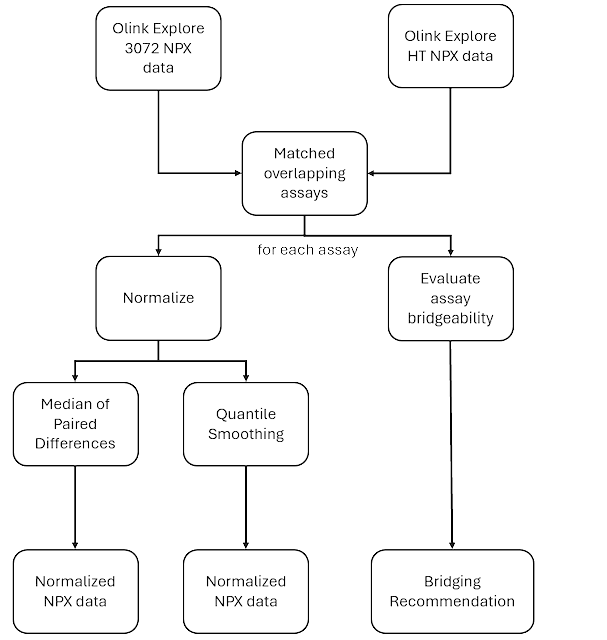 Olink Explore
3072 NPX
data
Olink Explore
HT NPX data
Matched
overlapping
assays
for each assay
Normalize
Evaluate
assay
bridgeability
Median of
Paired
Differences
Quantile
Smoothing
Normalized
NPX data
Normalized
NPX data
Bridging
Recommendation